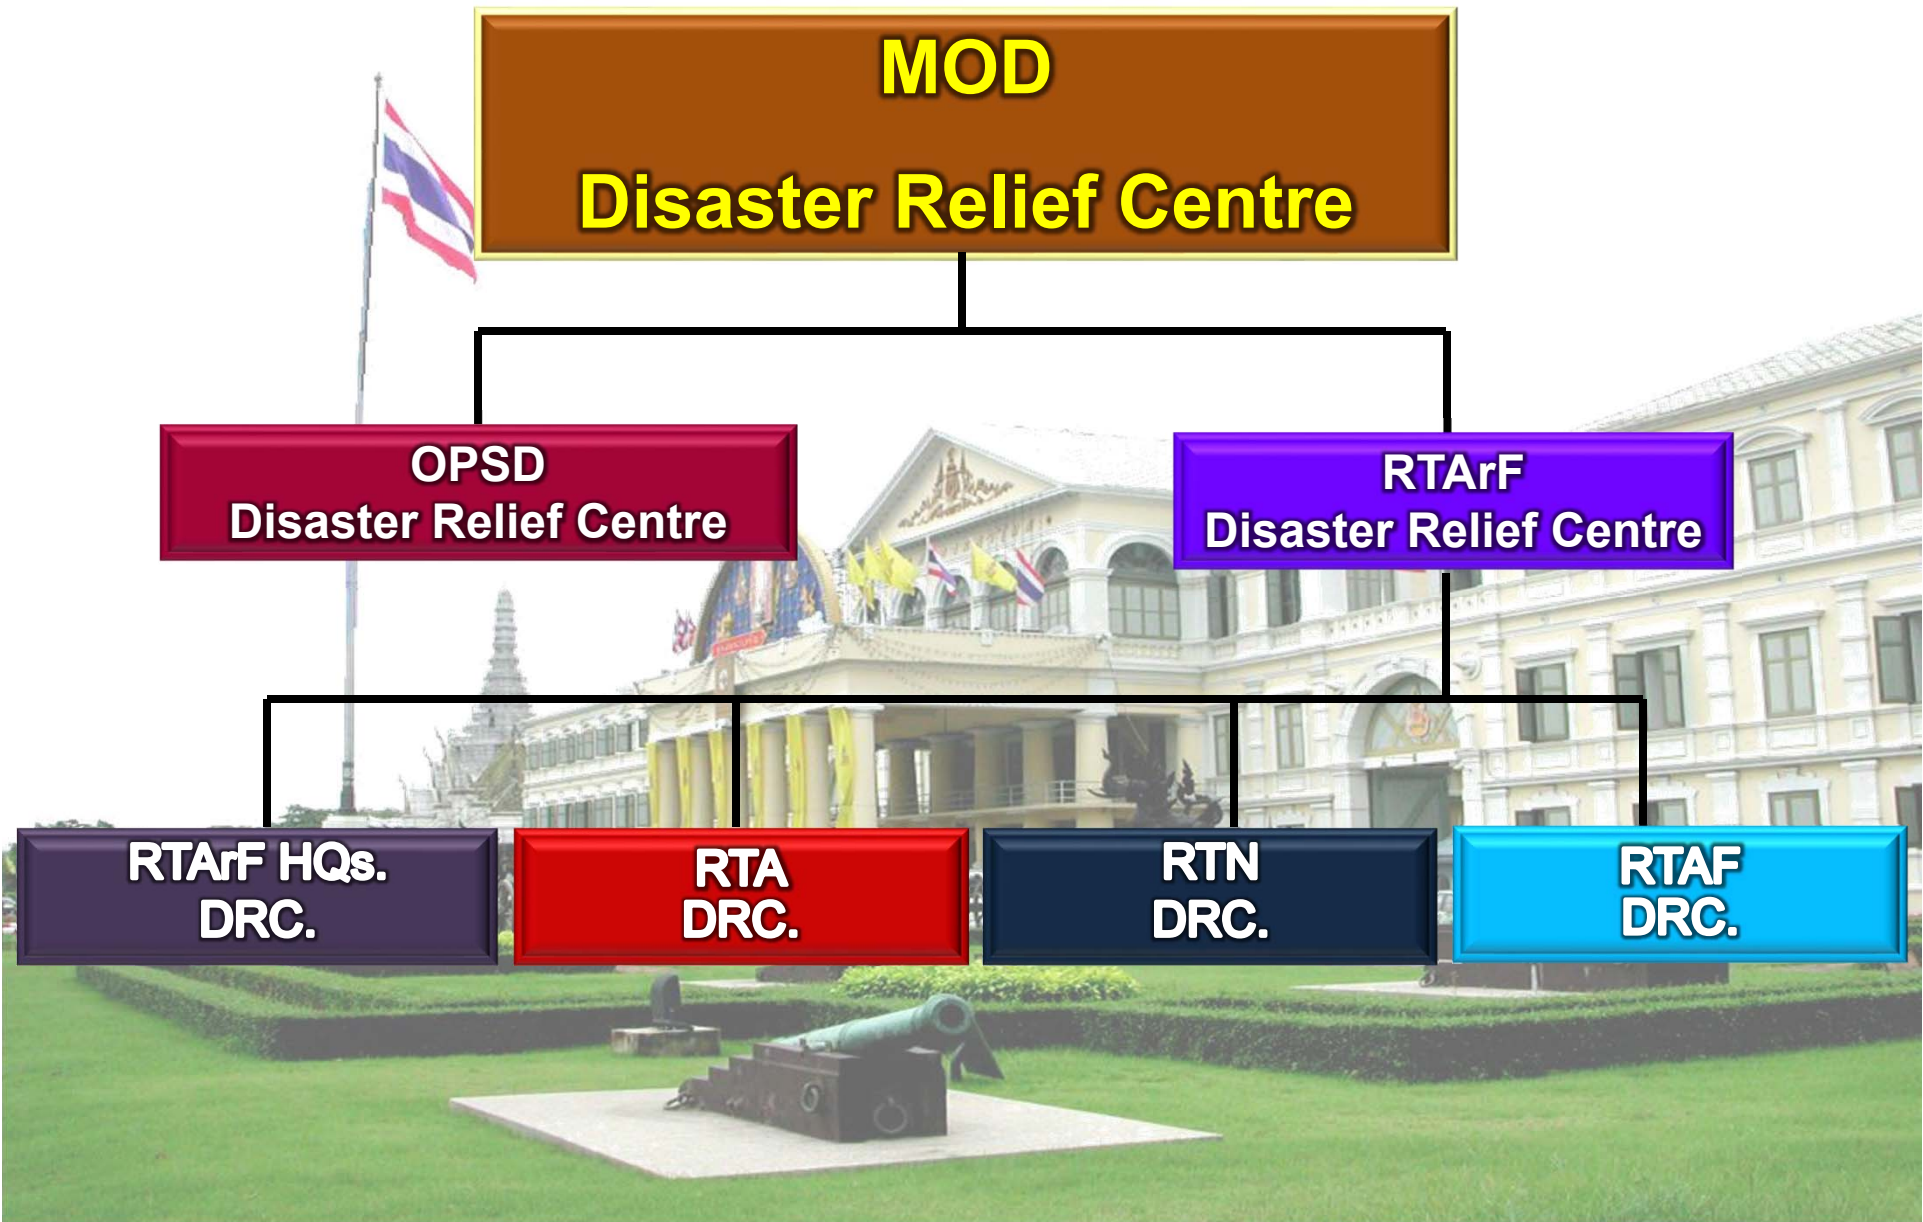 MOD
Disaster Relief Centre
OPSD
Disaster Relief Centre
RTArF
Disaster Relief Centre
RTArF HQs.
DRC.
RTA
DRC.
RTN
DRC.
RTAF
DRC.